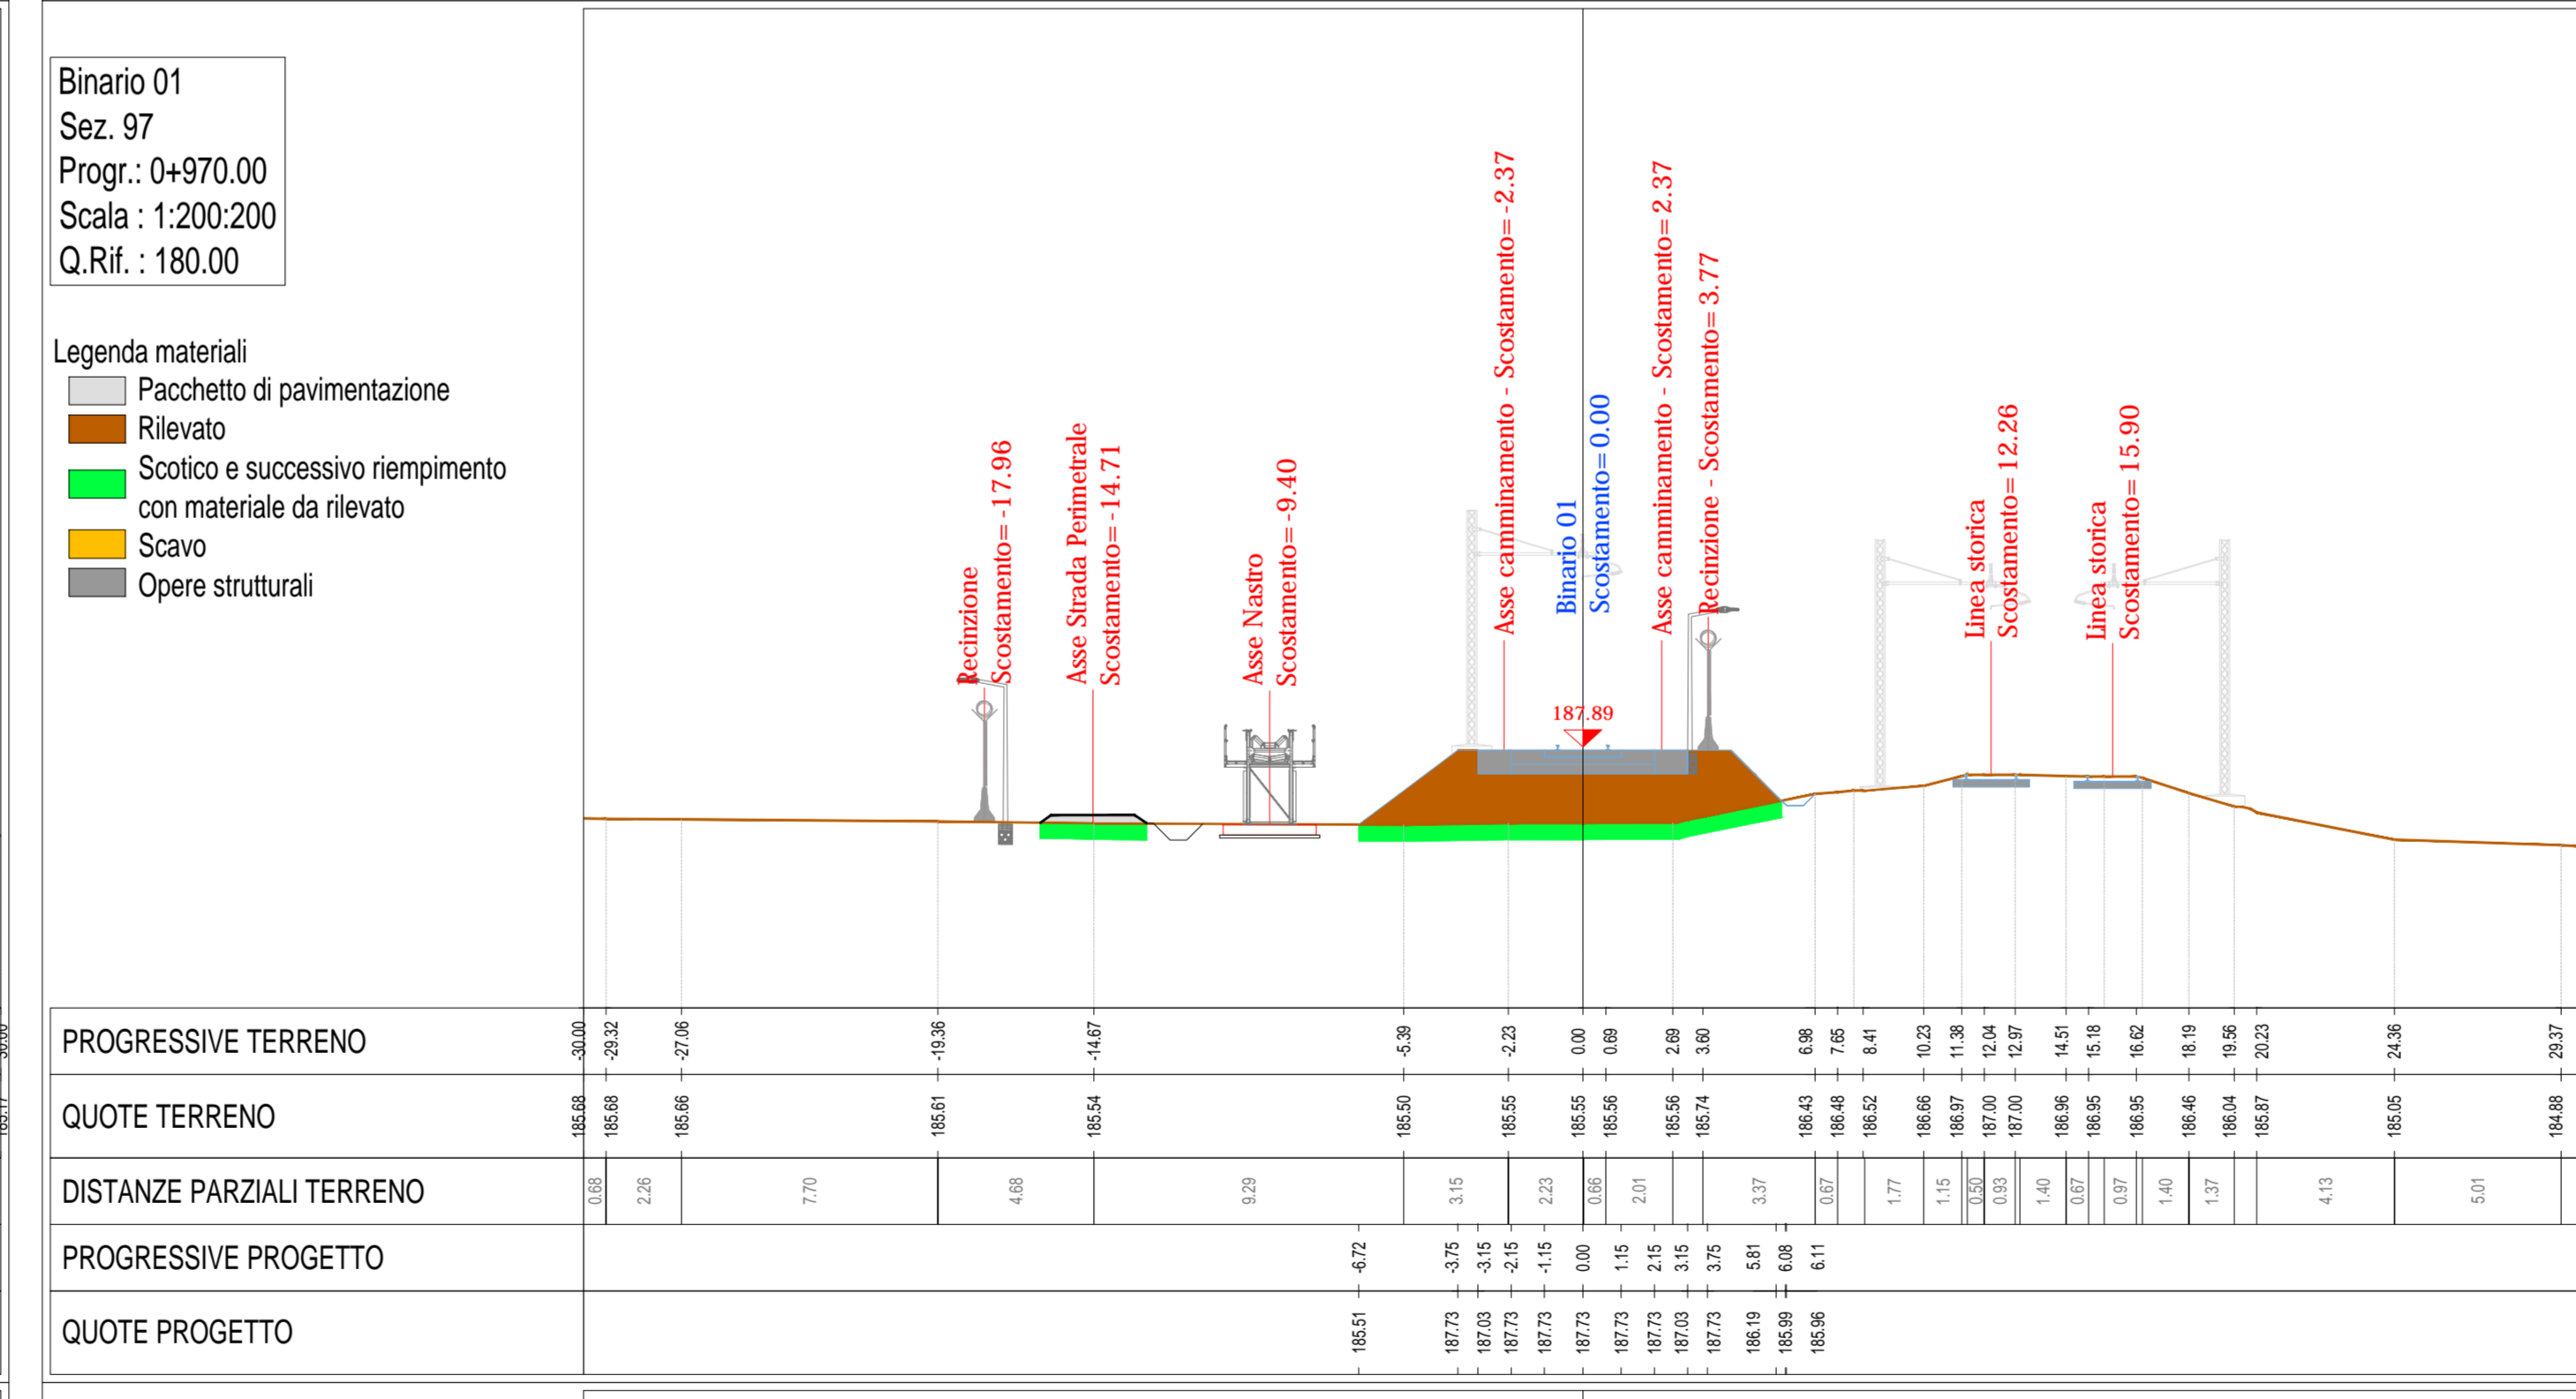 Binario 01
Sez. 97
Progr.: 0+970.00
Scala : 1:200:200
Q.Rif. : 180.00
Legenda materiali
Pacchetto di pavimentazione
Rilevato
Scotico e successivo riempimento
con materiale da rilevato
Scavo
Opere strutturali
Recinzione
Scostamento= -17.96
Asse Strada Perimetrale
Scostamento= -14.71
Asse Nastro
Scostamento= -9.40
Asse camminamento - Scostamento= -2.37
Binario 01
Scostamento= 0.00
Asse camminamento - Scostamento= 2.37
Recinzione - Scostamento= 3.77
Linea storica
Scostamento= 12.26
Linea storica
Scostamento= 15.90
187.89
PROGRESSIVE TERRENO -30.00 -29.32 -27.06 -19.36 -14.67 -5.39 -2.23 0.00 0.69 2.69 3.60 6.98 7.65 8.41 10.23 11.38 12.04 12.97 14.51 15.18 16.62 18.19 19.56 20.23 24.36 29.37
QUOTE TERRENO 185.68 185.68 185.66 185.61 185.54 185.50 185.55 185.55 185.56 185.56 185.74 186.43 186.48 186.52 186.66 186.97 187.00 187.00 186.96 186.95 186.95 186.46 186.04 185.87 185.05 184.88
DISTANZE PARZIALI TERRENO 0.68 2.26 7.70 4.68 9.29 3.15 2.23 0.66 2.01 3.37 0.67 1.77 1.15 0.50 0.93 1.40 0.67 0.97 1.40 1.37 4.13 5.01
PROGRESSIVE PROGETTO -6.72 -3.75 -3.15 -2.15 -1.15 0.00 1.15 2.15 3.15 3.75 5.81 6.08 6.11
QUOTE PROGETTO 185.51 187.73 187.03 187.73 187.73 187.73 187.73 187.73 187.03 187.73 186.19 185.99 185.96